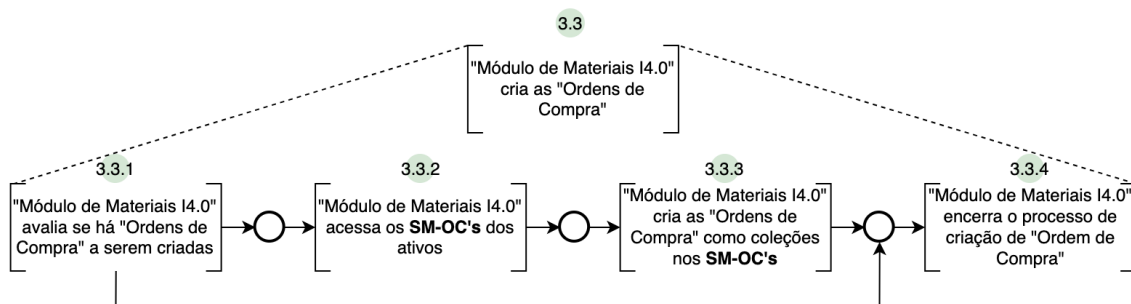 3.3
"Módulo de Materiais I4.0"
cria as "Ordens de
Compra"
3.3.1
"Módulo de Materiais I4.0"
avalia se há "Ordens de
Compra" a serem criadas
3.3.2
"Módulo de Materiais I4.0"
acessa os SM-OC's dos
ativos
3.3.3
"Módulo de Materiais I4.0"
cria as "Ordens de
Compra" como coleções
nos SM-OC's
3.3.4
"Módulo de Materiais I4.0"
encerra o processo de
criação de "Ordem de
Compra"